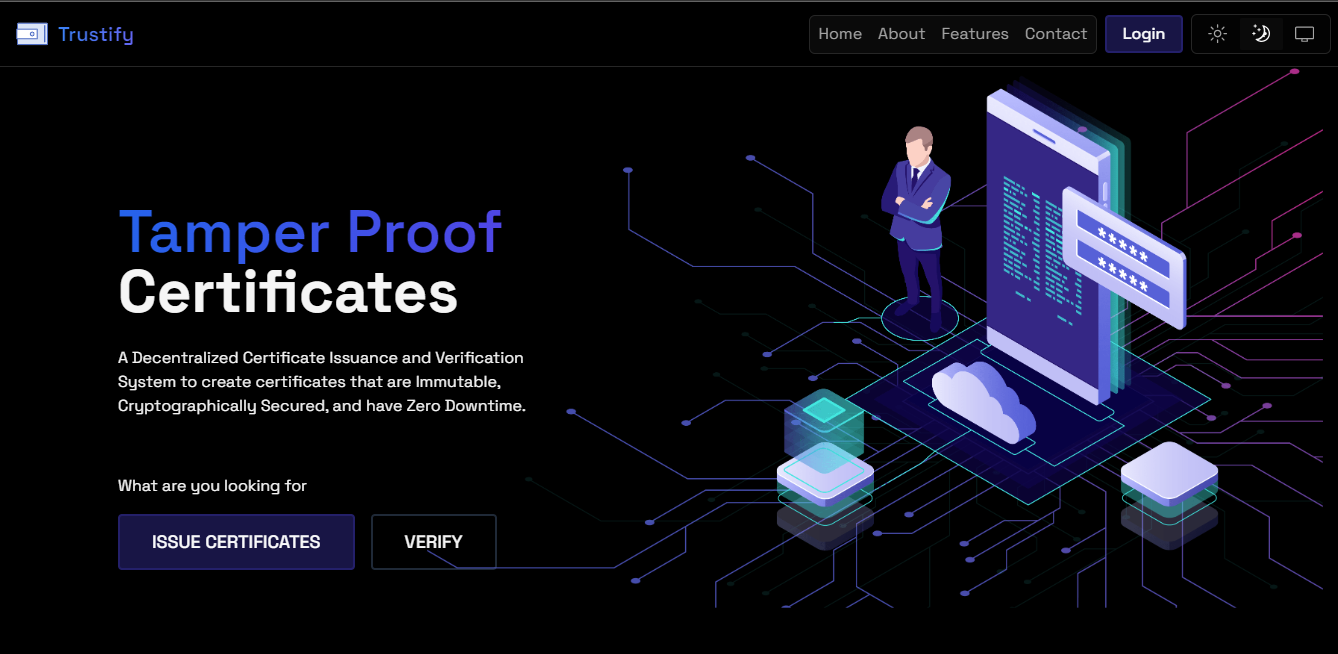 Trustify
Home About Features Contact Login
Tamper Proof
Certificates
A Decentralized Certificate Issuance and Verification
System to create certificates that are Immutable,
Cryptographically Secured, and have Zero Downtime.
What are you looking for
ISSUE CERTIFICATES VERIFY
*****
*****